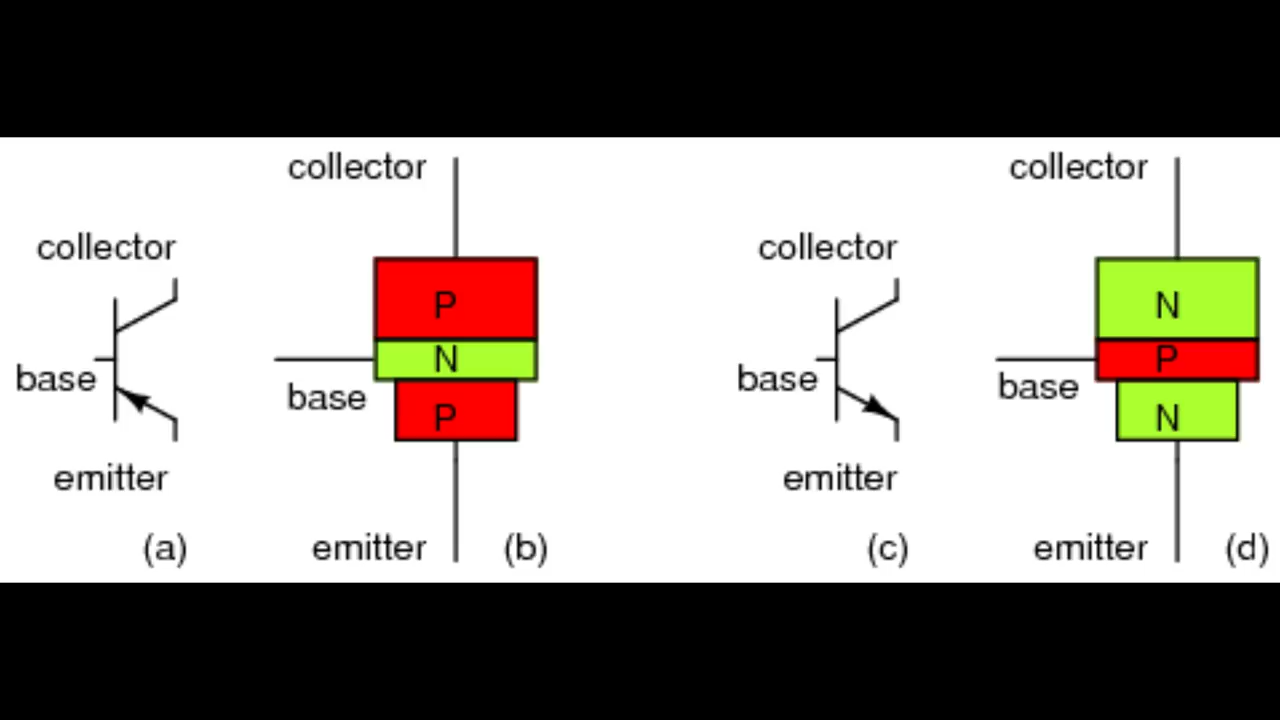 collector
collector
collector
collector
P
N
N
P
base
base
base
base
P
N
emitter
emitter
(a)
emitter
(b)
(c)
emitter
(d)